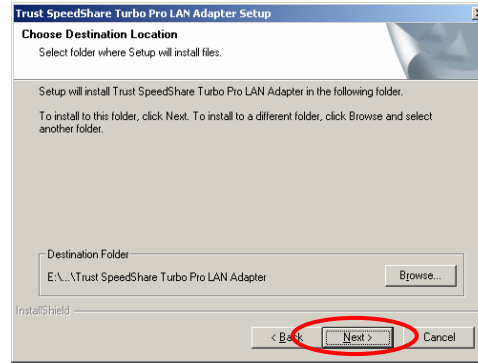 Trust SpeedShare Turbo Pro LAN Adapter Setup
Choose Destination Location
Select folder where Setup will install files.
Setup will install Trust SpeedShare Turbo Pro LAN Adapter in the following folder.
To install to this folder, click Next. To install to a different folder, click Browse and select
another folder.
Destination Folder
E:\...\Trust SpeedShare Turbo Pro LAN Adapter
Browse...
InstallShield
< Back Next > Cancel